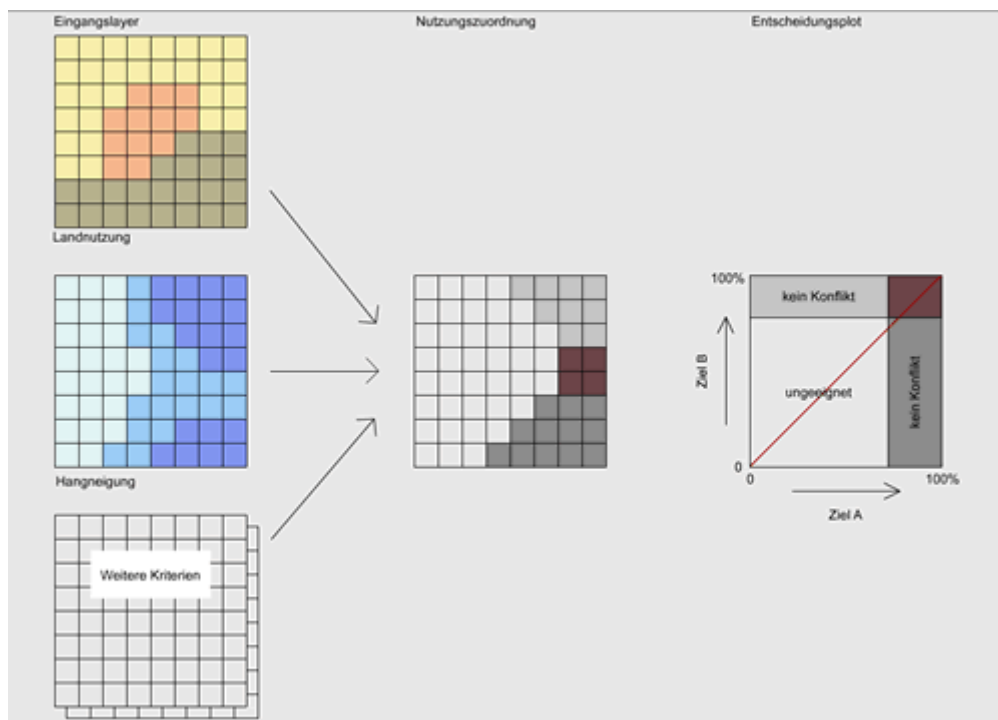 Eingangslayer
Nutzungszuordnung
Entscheidungsplot
Landnutzung
Hangneigung
Weitere Kriterien
100%
kein Konflikt
Ziel B
ungeeignet
kein Konflikt
0
0
100%
Ziel A